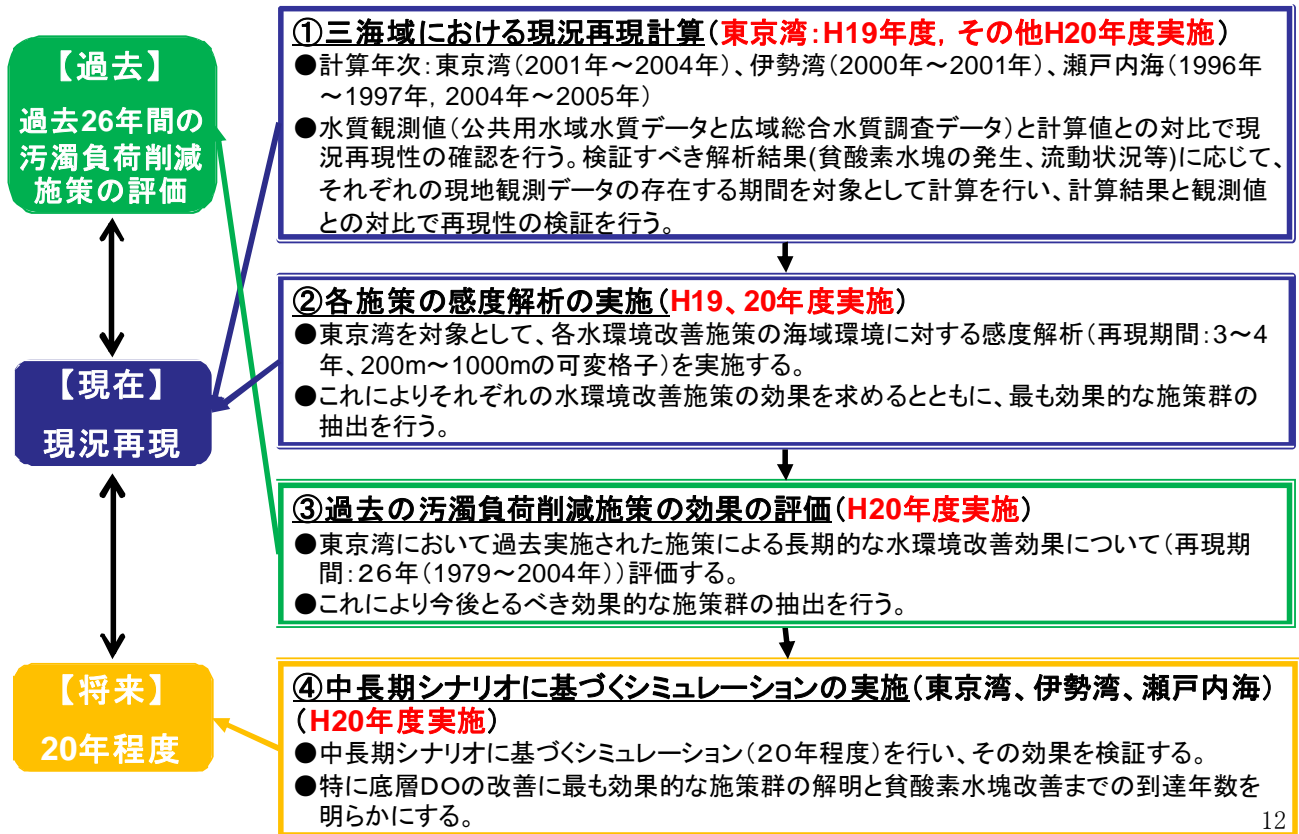 【過去】
過去26年間の
汚濁負荷削減
施策の評価
【現在】
現況再現
【将来】
20年程度
①三海域における現況再現計算(東京湾:H19年度, その他H20年度実施)
●計算年次:東京湾(2001年~2004年)、伊勢湾(2000年~2001年)、瀬戸内海(1996年
~1997年, 2004年~2005年)
●水質観測値(公共用水域水質データと広域総合水質調査データ)と計算値との対比で現
況再現性の確認を行う。検証すべき解析結果(貧酸素水塊の発生、流動状況等)に応じて、
それぞれの現地観測データの存在する期間を対象として計算を行い、計算結果と観測値
との対比で再現性の検証を行う。
②各施策の感度解析の実施(H19、20年度実施)
●東京湾を対象として、各水環境改善施策の海域環境に対する感度解析(再現期間:3~4
年、200m~1000mの可変格子)を実施する。
●これによりそれぞれの水環境改善施策の効果を求めるとともに、最も効果的な施策群の
抽出を行う。
③過去の汚濁負荷削減施策の効果の評価(H20年度実施)
●東京湾において過去実施された施策による長期的な水環境改善効果について(再現期
間:26年(1979~2004年))評価する。
●これにより今後とるべき効果的な施策群の抽出を行う。
④中長期シナリオに基づくシミュレーションの実施(東京湾、伊勢湾、瀬戸内海)
(H20年度実施)
●中長期シナリオに基づくシミュレーション(20年程度)を行い、その効果を検証する。
●特に底層DOの改善に最も効果的な施策群の解明と貧酸素水塊改善までの到達年数を
明らかにする。
12